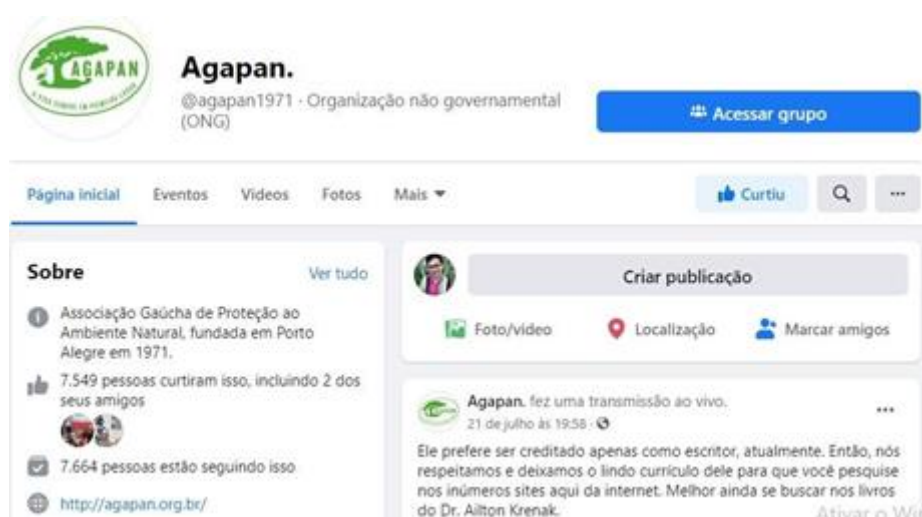 AGAPAN
Agapan.
@agapan1971 · Organização não governamental
(ONG)
Acessar grupo
Página inicial
Eventos
Videos
Fotos
Mais
Curtiu
Sobre
Ver tudo
Associação Gaúcha de Proteção ao
Ambiente Natural, fundada em Porto
Alegre em 1971.
7.549 pessoas curtiram isso, incluindo 2 dos
seus amigos
7.664 pessoas estão seguindo isso
http://agapan.org.br/
Criar publicação
Foto/video
Localização
Marcar amigos
Agapan. fez uma transmissão ao vivo.
21 de julho às 19:58
Ele prefere ser creditado apenas como escritor, atualmente. Então, nós
respeitamos e deixamos o lindo currículo dele para que você pesquise
nos inúmeros sites aqui da internet. Melhor ainda se buscar nos livros
do Dr. Ailton Krenak.
Ativar o Wi